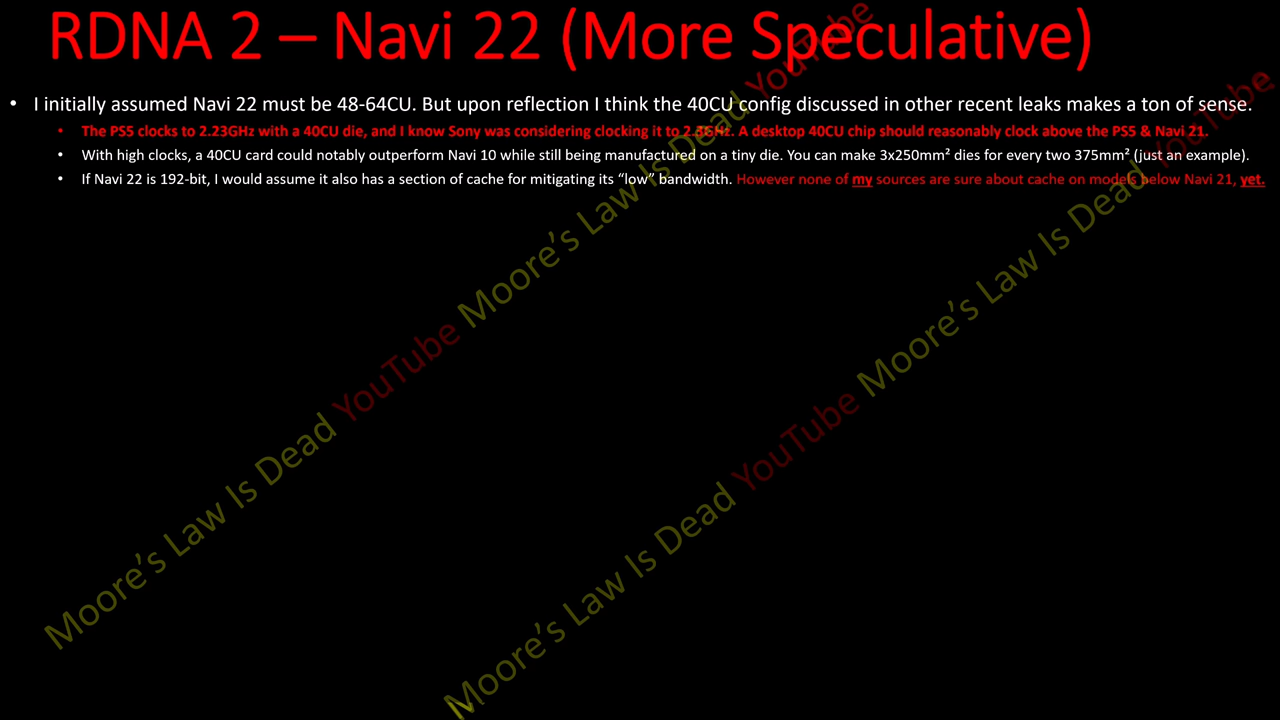 RDNA 2 – Navi 22 (More Speculative)
• I initially assumed Navi 22 must be 48-64CU. But upon reflection I think the 40CU config discussed in other recent leaks makes a ton of sense.
• The PS5 clocks to 2.23GHz with a 40CU die, and I know Sony was considering clocking it to 2.3GHz. A desktop 40CU chip should reasonably clock above the PS5 & Navi 21.
• With high clocks, a 40CU card could notably outperform Navi 10 while still being manufactured on a tiny die. You can make 3x250mm² dies for every two 375mm² (just an example).
• If Navi 22 is 192-bit, I would assume it also has a section of cache for mitigating its “low” bandwidth. However none of my sources are sure about cache on models below Navi 21, yet.
Moore’s Law Is Dead YouTube Moore’s Law Is Dead YouTube
Moore’s Law Is Dead YouTube Moore’s Law Is Dead YouTube